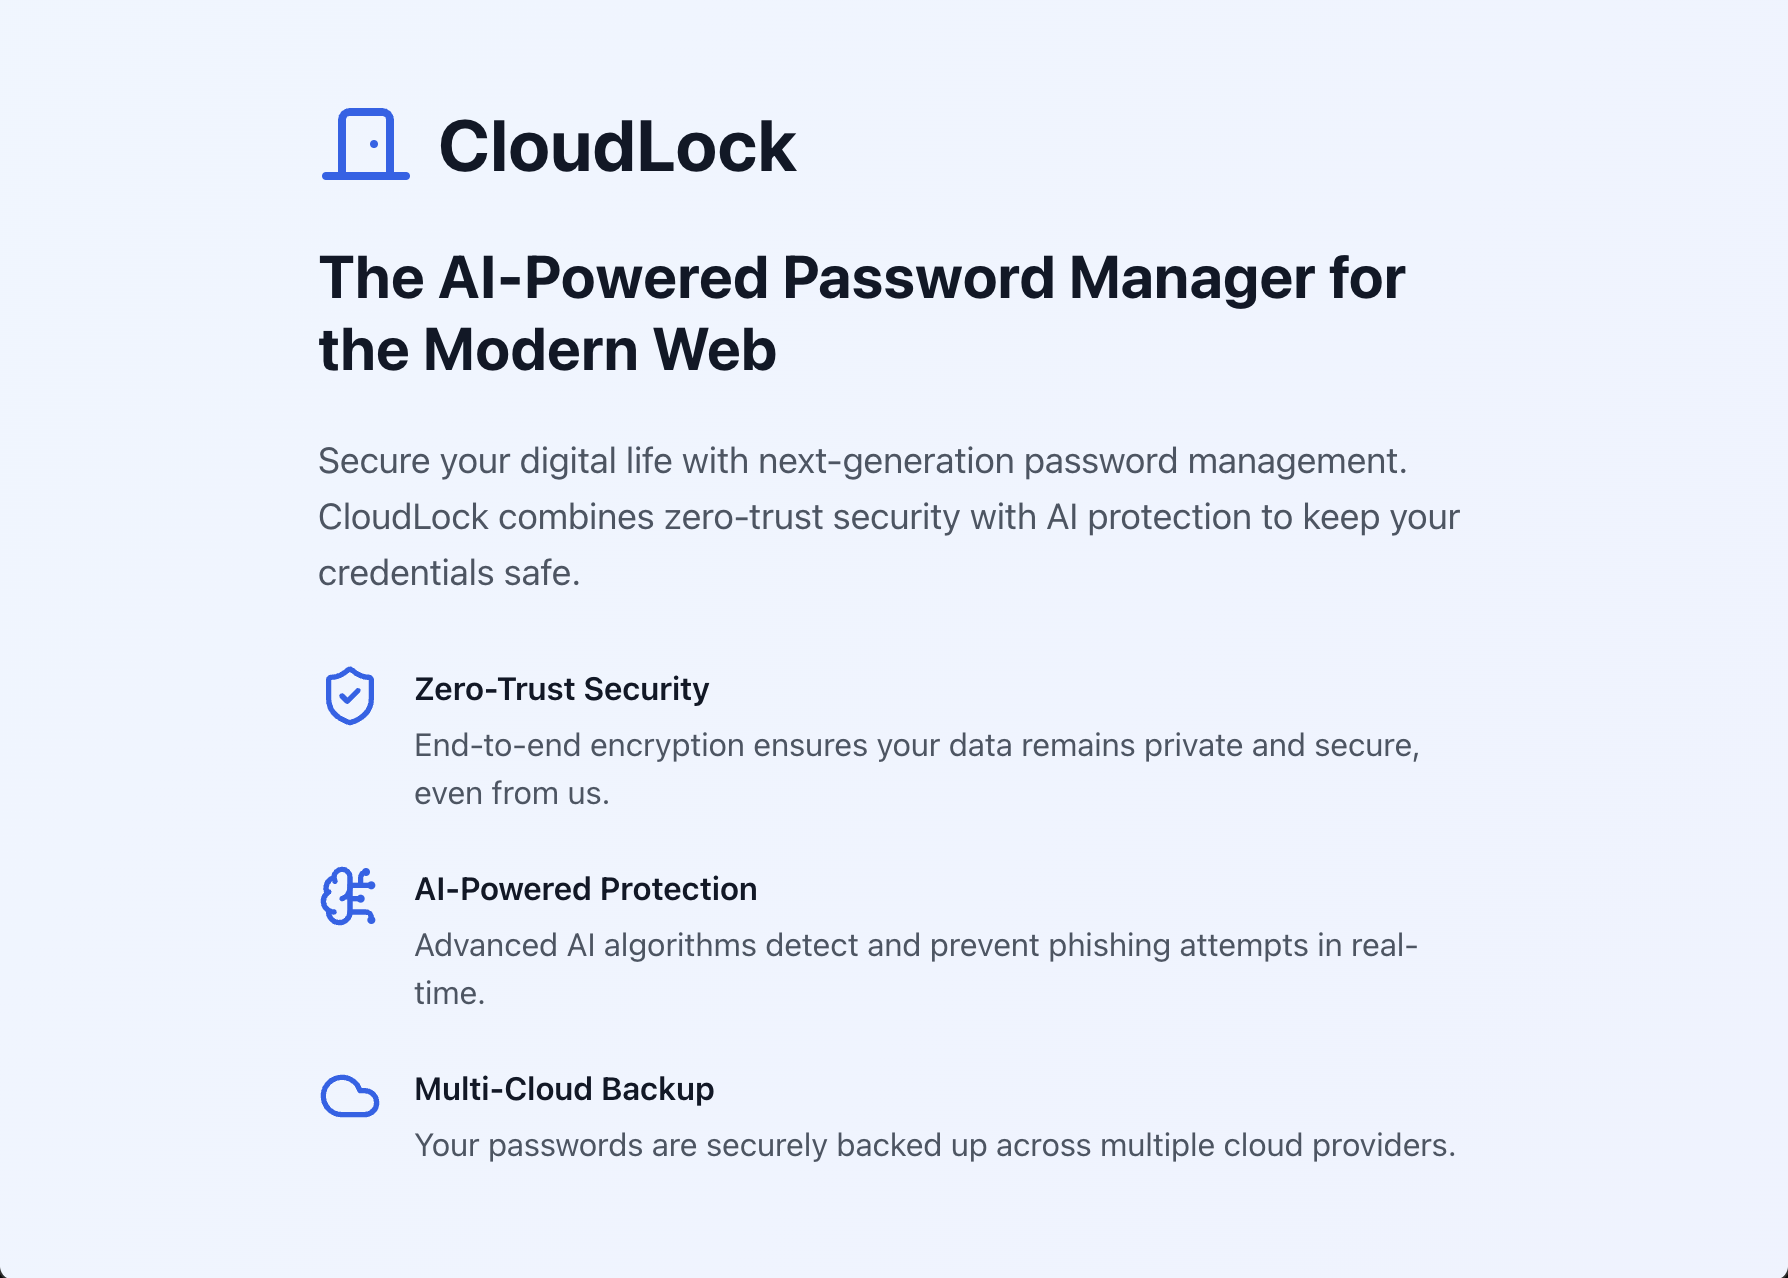 CloudLock
The AI-Powered Password Manager for
the Modern Web
Secure your digital life with next-generation password management.
CloudLock combines zero-trust security with AI protection to keep your
credentials safe.
Zero-Trust Security
End-to-end encryption ensures your data remains private and secure,
even from us.
AI-Powered Protection
Advanced AI algorithms detect and prevent phishing attempts in real-
time.
Multi-Cloud Backup
Your passwords are securely backed up across multiple cloud providers.